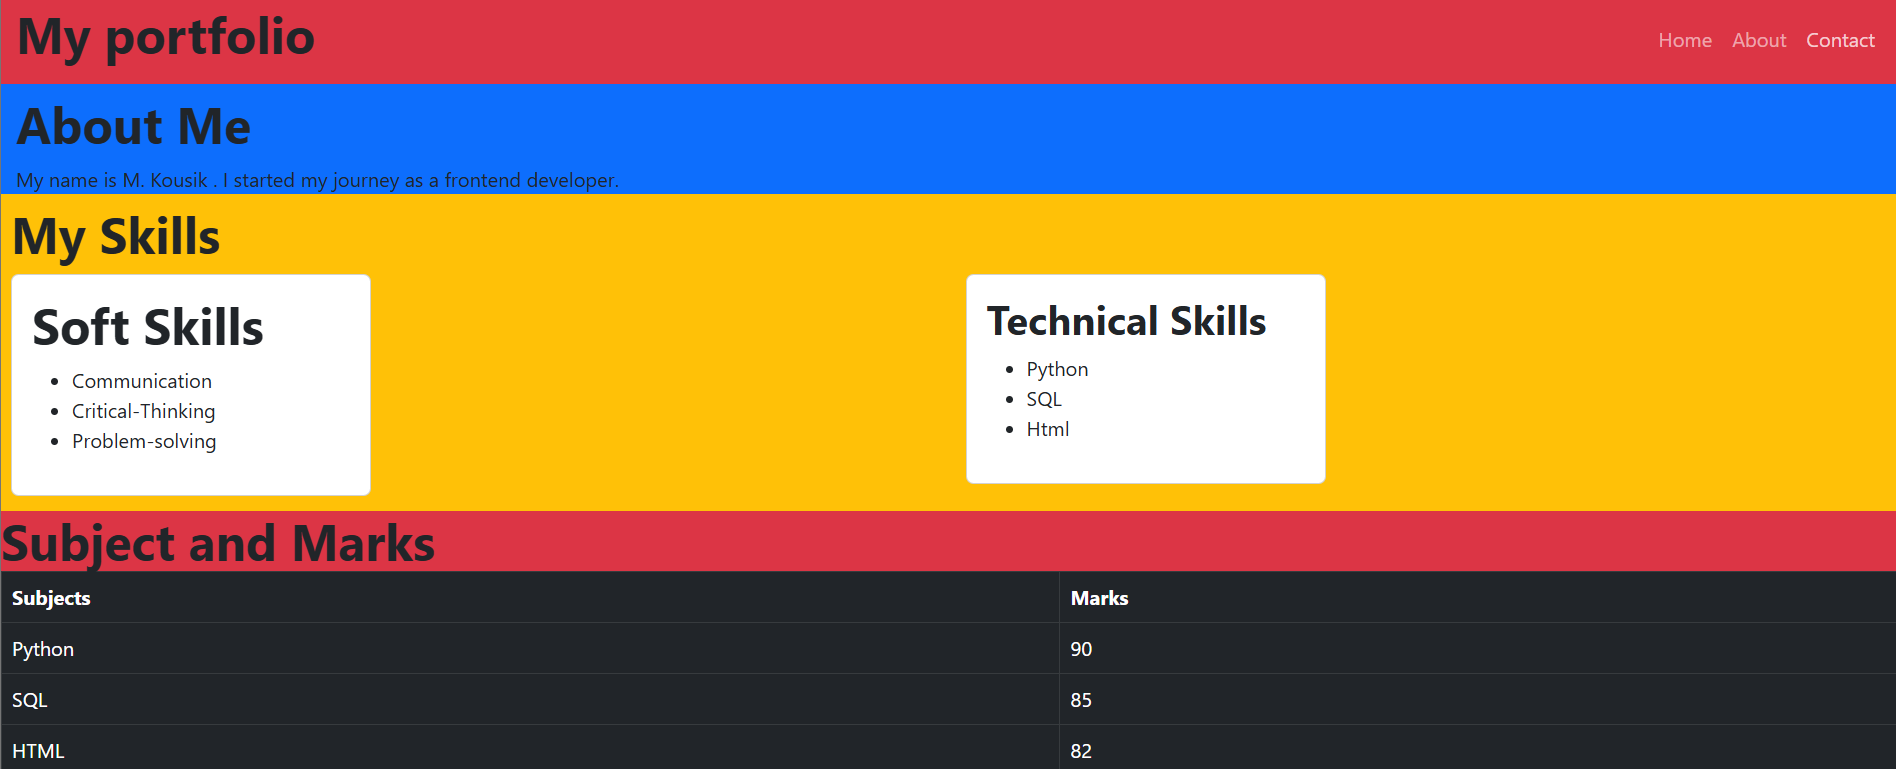 My portfolio
Home About Contact
About Me
My name is M. Kousik . I started my journey as a frontend developer.
My Skills
Soft Skills
Communication
Critical-Thinking
Problem-solving
Technical Skills
Python
SQL
Html
Subject and Marks
Subjects Marks
Python 90
SQL 85
HTML 82